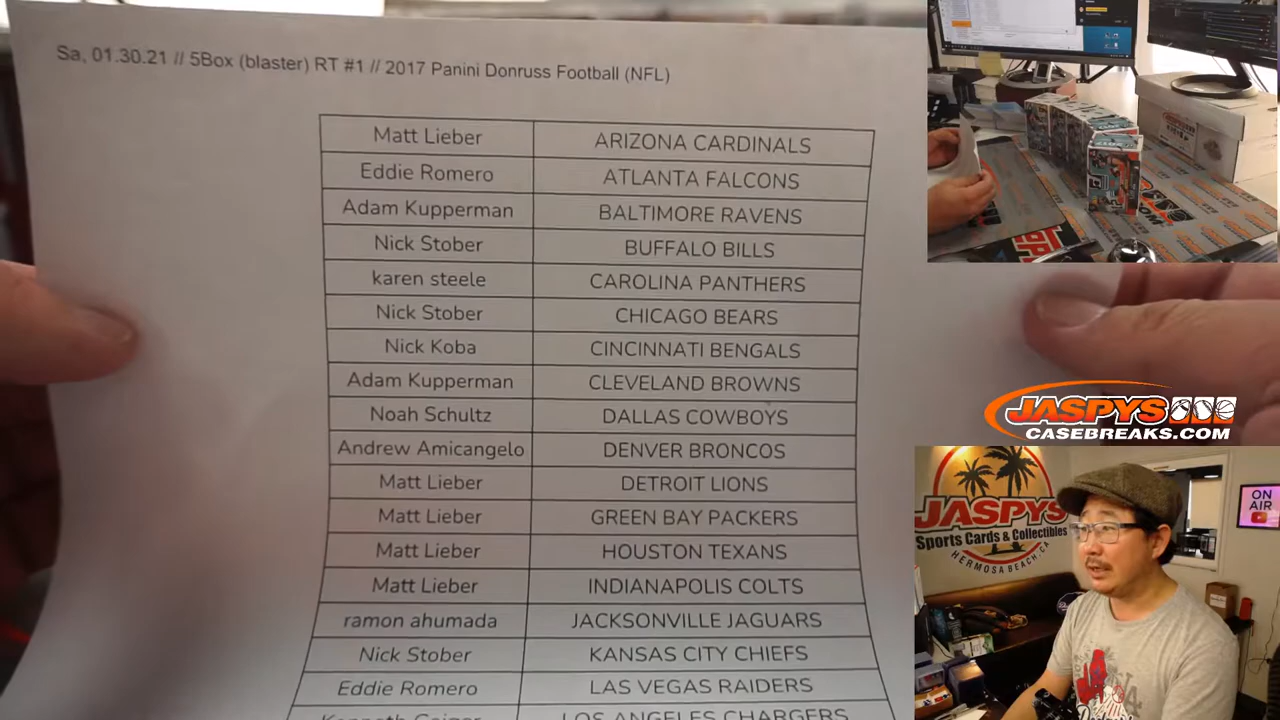 Sa, 01.30.21 // 5Box (blaster) RT #1 // 2017 Panini Donruss Football (NFL)
Matt Lieber ARIZONA CARDINALS
Eddie Romero ATLANTA FALCONS
Adam Kupperman BALTIMORE RAVENS
Nick Stober BUFFALO BILLS
karen steele CAROLINA PANTHERS
Nick Stober CHICAGO BEARS
Nick Koba CINCINNATI BENGALS
Adam Kupperman CLEVELAND BROWNS
Noah Schultz DALLAS COWBOYS
Andrew Amicangelo DENVER BRONCOS
Matt Lieber DETROIT LIONS
Matt Lieber GREEN BAY PACKERS
Matt Lieber HOUSTON TEXANS
Matt Lieber INDIANAPOLIS COLTS
ramon ahumada JACKSONVILLE JAGUARS
Nick Stober KANSAS CITY CHIEFS
Eddie Romero LAS VEGAS RAIDERS
Kenneth Geiger LOS ANGELES CHARGERS
JASPYS
CASEBREAKS.COM
JASPYS
Sports Cards & Collectibles
HERMOSA BEACH, CA
ON
AIR